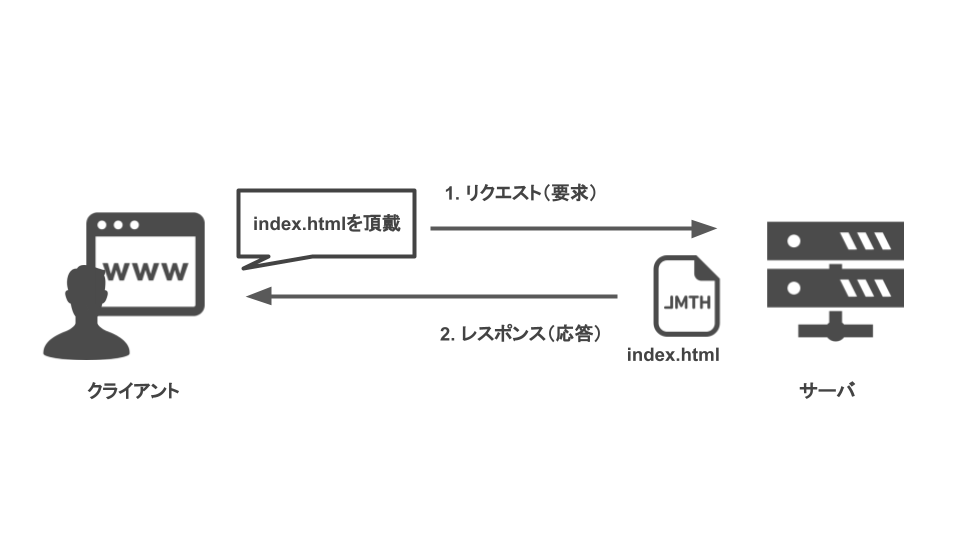 1. リクエスト（要求）
index.htmlを頂戴
WWW
.JMTH
2. レスポンス（応答）
index.html
クライアント
サーバ